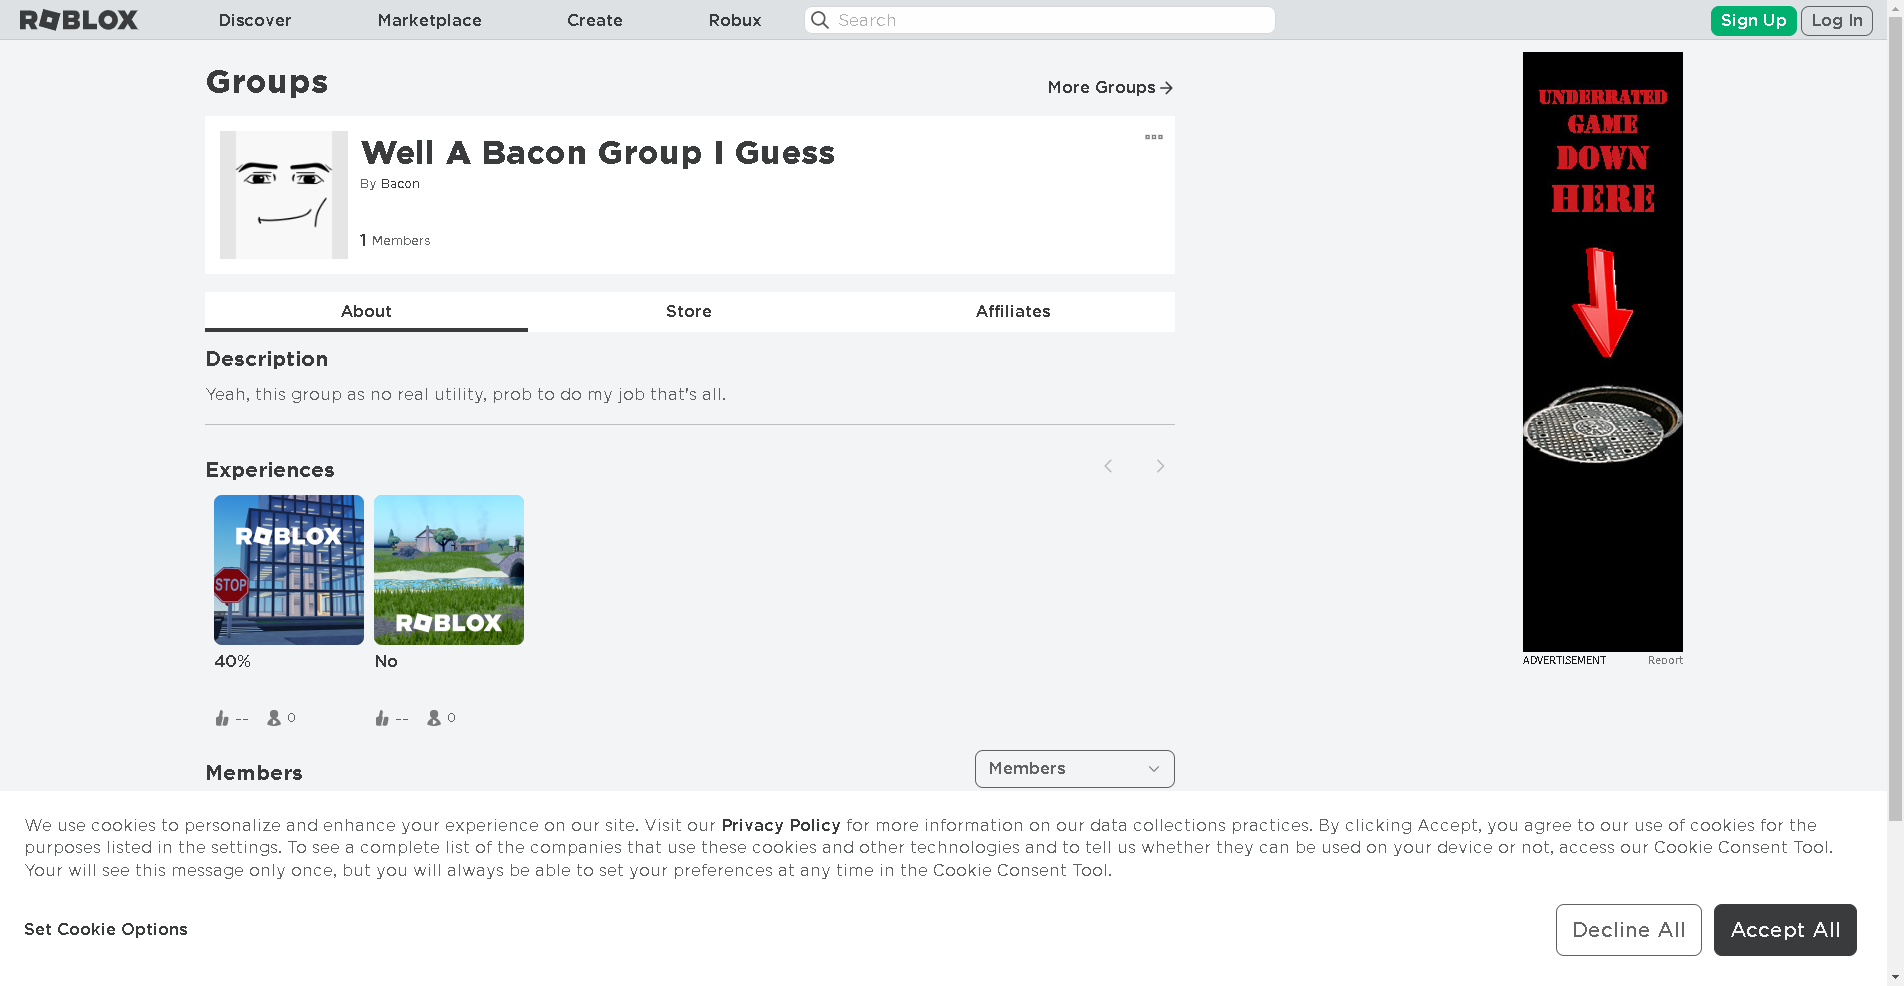 ROBLOX
Discover
Marketplace
Create
Robux
Search
Sign Up
Log In
Groups
More Groups
Well A Bacon Group I Guess
By Bacon
1 Members
About
Store
Affiliates
Description
Yeah, this group as no real utility, prob to do my job that's all.
Experiences
ROBLOX
STOP
ROBLOX
40%
No
-- 0
-- 0
Members
Members
UNDERRATED
GAME
DOWN
HERE
ADVERTISEMENT
Report
We use cookies to personalize and enhance your experience on our site. Visit our Privacy Policy for more information on our data collections practices. By clicking Accept, you agree to our use of cookies for the
purposes listed in the settings. To see a complete list of the companies that use these cookies and other technologies and to tell us whether they can be used on your device or not, access our Cookie Consent Tool.
Your will see this message only once, but you will always be able to set your preferences at any time in the Cookie Consent Tool.
Set Cookie Options
Decline All
Accept All